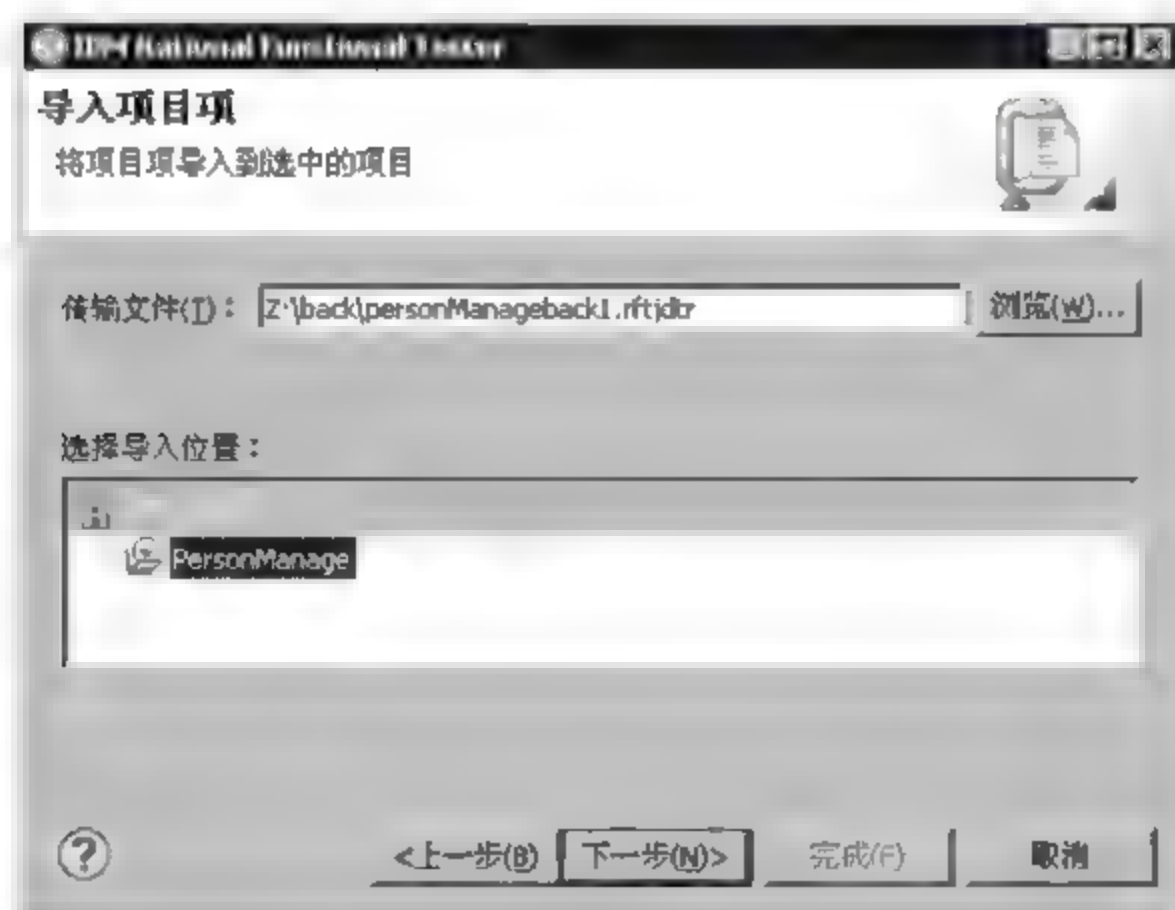 IBM Rational Functional Tester
导入项目项
将项目项导入到选中的项目
传输文件(T)： Z:\back\personManageback1.rftjdtr 浏览(W)...
选择导入位置：
PersonManage
<上一步(B) 下一步(N)> 完成(F) 取消